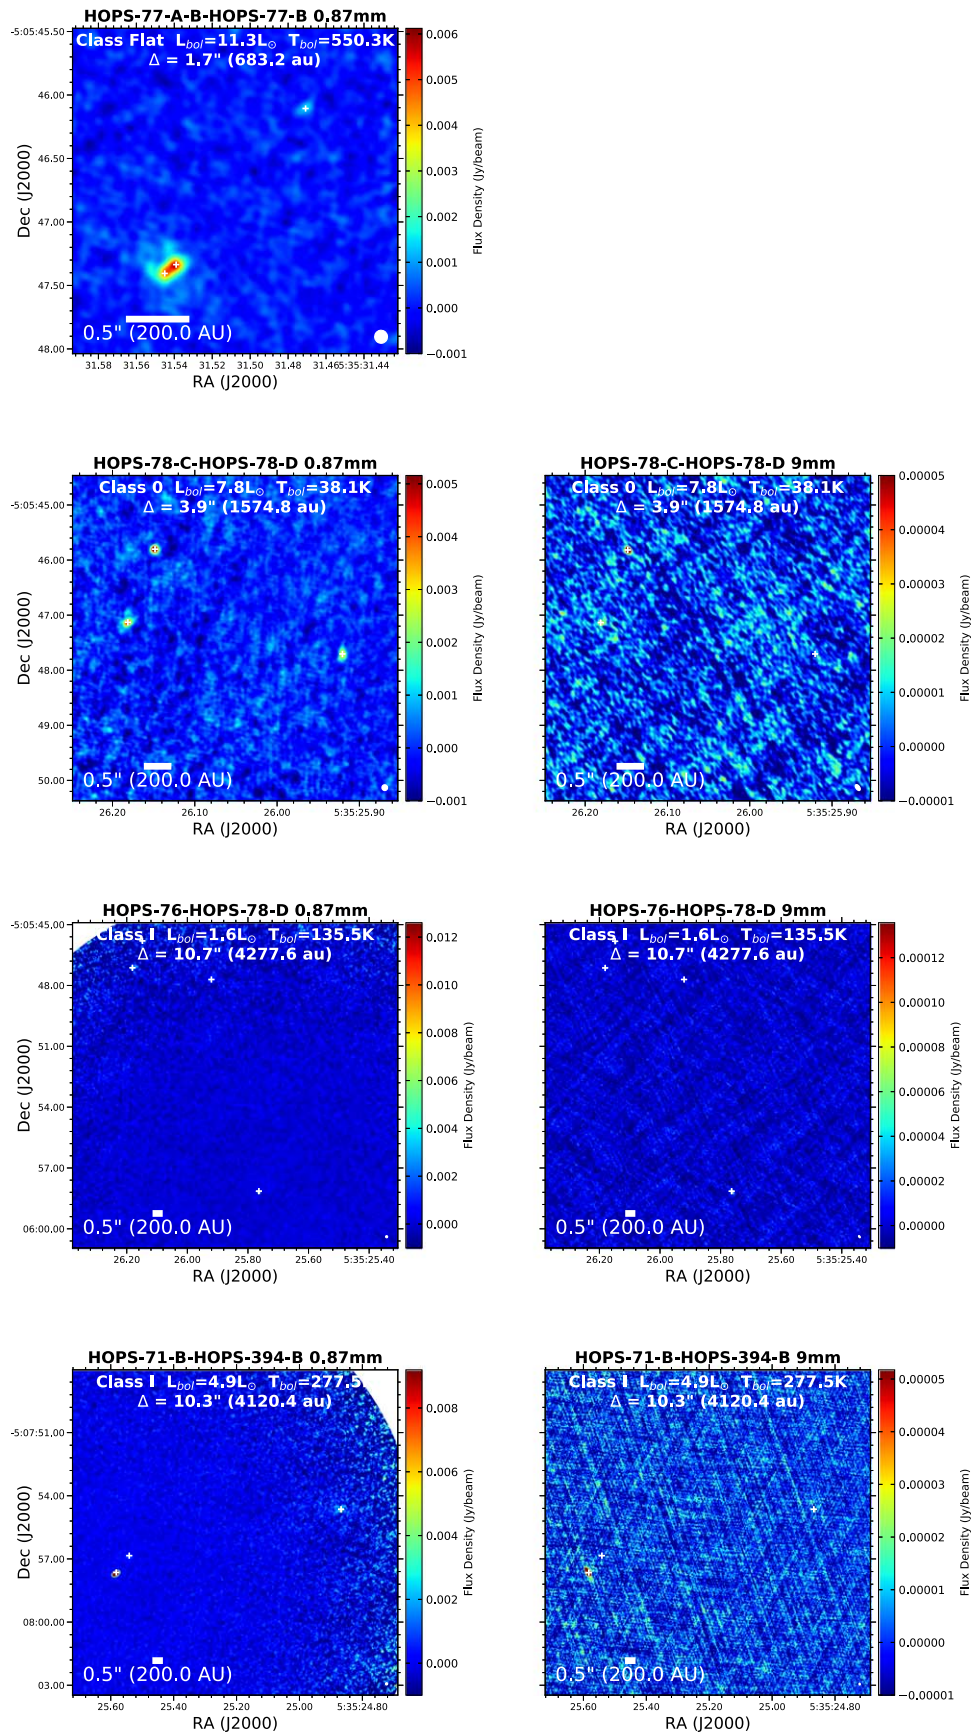 HOPS-77-A-B-HOPS-77-B 0.87mm
Class Flat L_bol=11.3L☉ T_bol=550.3K
Δ = 1.7" (683.2 au)
-5:05:45.50
46.00
46.50
47.00
47.50
48.00
Dec (J2000)
0.5" (200.0 AU)
31.58 31.56 31.54 31.52 31.50 31.48 31.46 5:35:31.44
RA (J2000)
0.006
0.005
0.004
0.003
0.002
0.001
0.000
−0.001
Flux Density (Jy/beam)
HOPS-78-C-HOPS-78-D 0.87mm
Class 0 L_bol=7.8L☉ T_bol=38.1K
Δ = 3.9" (1574.8 au)
-5:05:45.00
46.00
47.00
48.00
49.00
50.00
Dec (J2000)
0.5" (200.0 AU)
26.20 26.10 26.00 5:35:25.90
RA (J2000)
0.005
0.004
0.003
0.002
0.001
0.000
−0.001
Flux Density (Jy/beam)
HOPS-78-C-HOPS-78-D 9mm
Class 0 L_bol=7.8L☉ T_bol=38.1K
Δ = 3.9" (1574.8 au)
0.5" (200.0 AU)
26.20 26.10 26.00 5:35:25.90
RA (J2000)
0.00005
0.00004
0.00003
0.00002
0.00001
0.00000
−0.00001
Flux Density (Jy/beam)
HOPS-76-HOPS-78-D 0.87mm
Class I L_bol=1.6L☉ T_bol=135.5K
Δ = 10.7" (4277.6 au)
-5:05:45.00
48.00
51.00
54.00
57.00
06:00.00
Dec (J2000)
0.5" (200.0 AU)
26.20 26.00 25.80 25.60 5:35:25.40
RA (J2000)
0.012
0.010
0.008
0.006
0.004
0.002
0.000
Flux Density (Jy/beam)
HOPS-76-HOPS-78-D 9mm
Class I L_bol=1.6L☉ T_bol=135.5K
Δ = 10.7" (4277.6 au)
0.5" (200.0 AU)
26.20 26.00 25.80 25.60 5:35:25.40
RA (J2000)
0.00012
0.00010
0.00008
0.00006
0.00004
0.00002
0.00000
Flux Density (Jy/beam)
HOPS-71-B-HOPS-394-B 0.87mm
Class I L_bol=4.9L☉ T_bol=277.5
Δ = 10.3" (4120.4 au)
-5:07:51.00
54.00
57.00
08:00.00
03.00
Dec (J2000)
0.5" (200.0 AU)
25.60 25.40 25.20 25.00 5:35:24.80
RA (J2000)
0.008
0.006
0.004
0.002
0.000
Flux Density (Jy/beam)
HOPS-71-B-HOPS-394-B 9mm
Class I L_bol=4.9L☉ T_bol=277.5K
Δ = 10.3" (4120.4 au)
0.5" (200.0 AU)
25.60 25.40 25.20 25.00 5:35:24.80
RA (J2000)
0.00005
0.00004
0.00003
0.00002
0.00001
0.00000
−0.00001
Flux Density (Jy/beam)